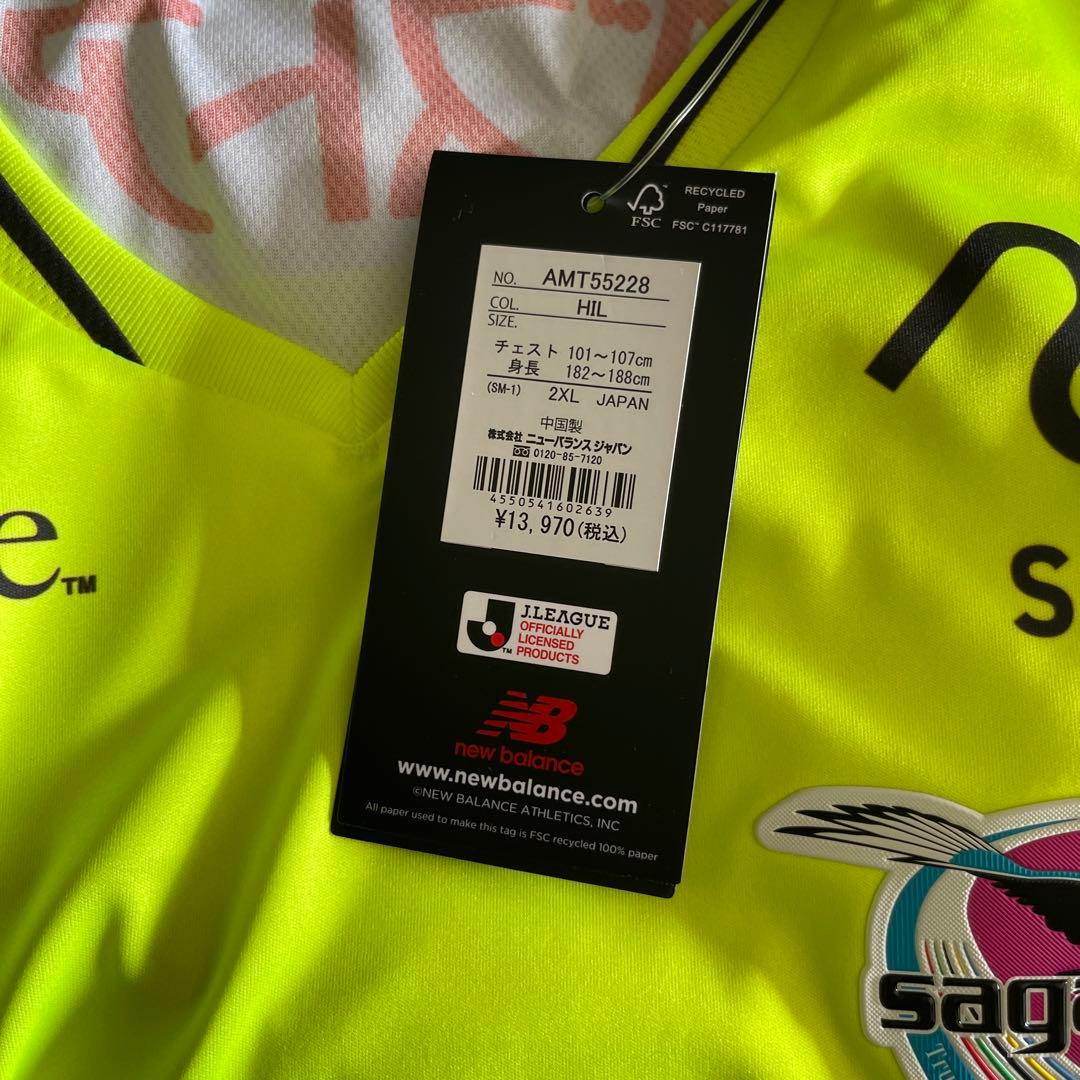 RECYCLED
Paper
FSC™ C117781
FSC
NO. AMT55228
COL. HIL
SIZE.
チェスト 101～107cm
身長 182～188cm
(SM-1) 2XL JAPAN
中国製
株式会社 ニューバランス ジャパン
0120-85-7120
4550541602639
¥13,970(税込)
J.LEAGUE
OFFICIALLY
LICENSED
PRODUCTS
TM
NB
new balance
www.newbalance.com
©NEW BALANCE ATHLETICS, INC
All paper used to make this tag is FSC recycled 100% paper
e™
S
sag